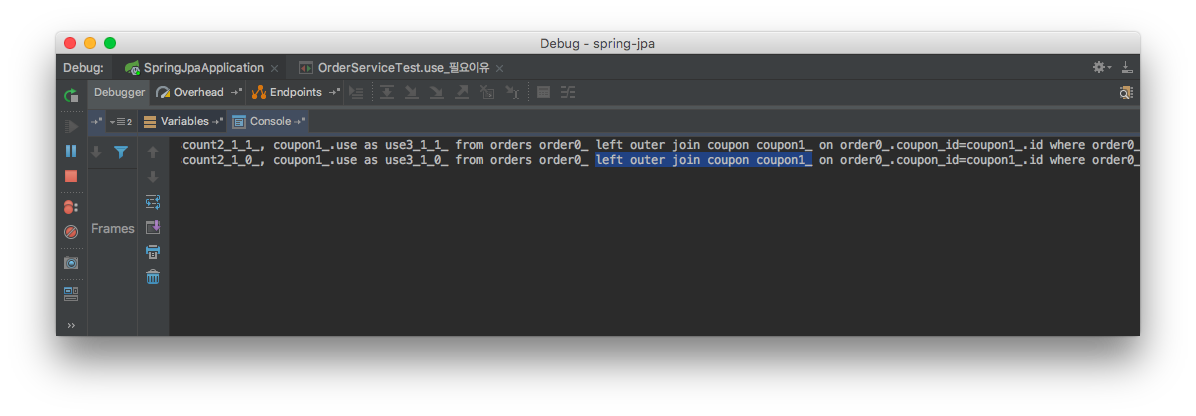 Debug - spring-jpa
Debug: SpringJpaApplication × OrderServiceTest.use_필요이유 ×
Debugger Overhead Endpoints
2 Variables Console
count2_1_1_, coupon1_.use as use3_1_1_ from orders order0_ left outer join coupon coupon1_ on order0_.coupon_id=coupon1_.id where order0_
count2_1_0_, coupon1_.use as use3_1_0_ from orders order0_ left outer join coupon coupon1_ on order0_.coupon_id=coupon1_.id where order0_
Frames